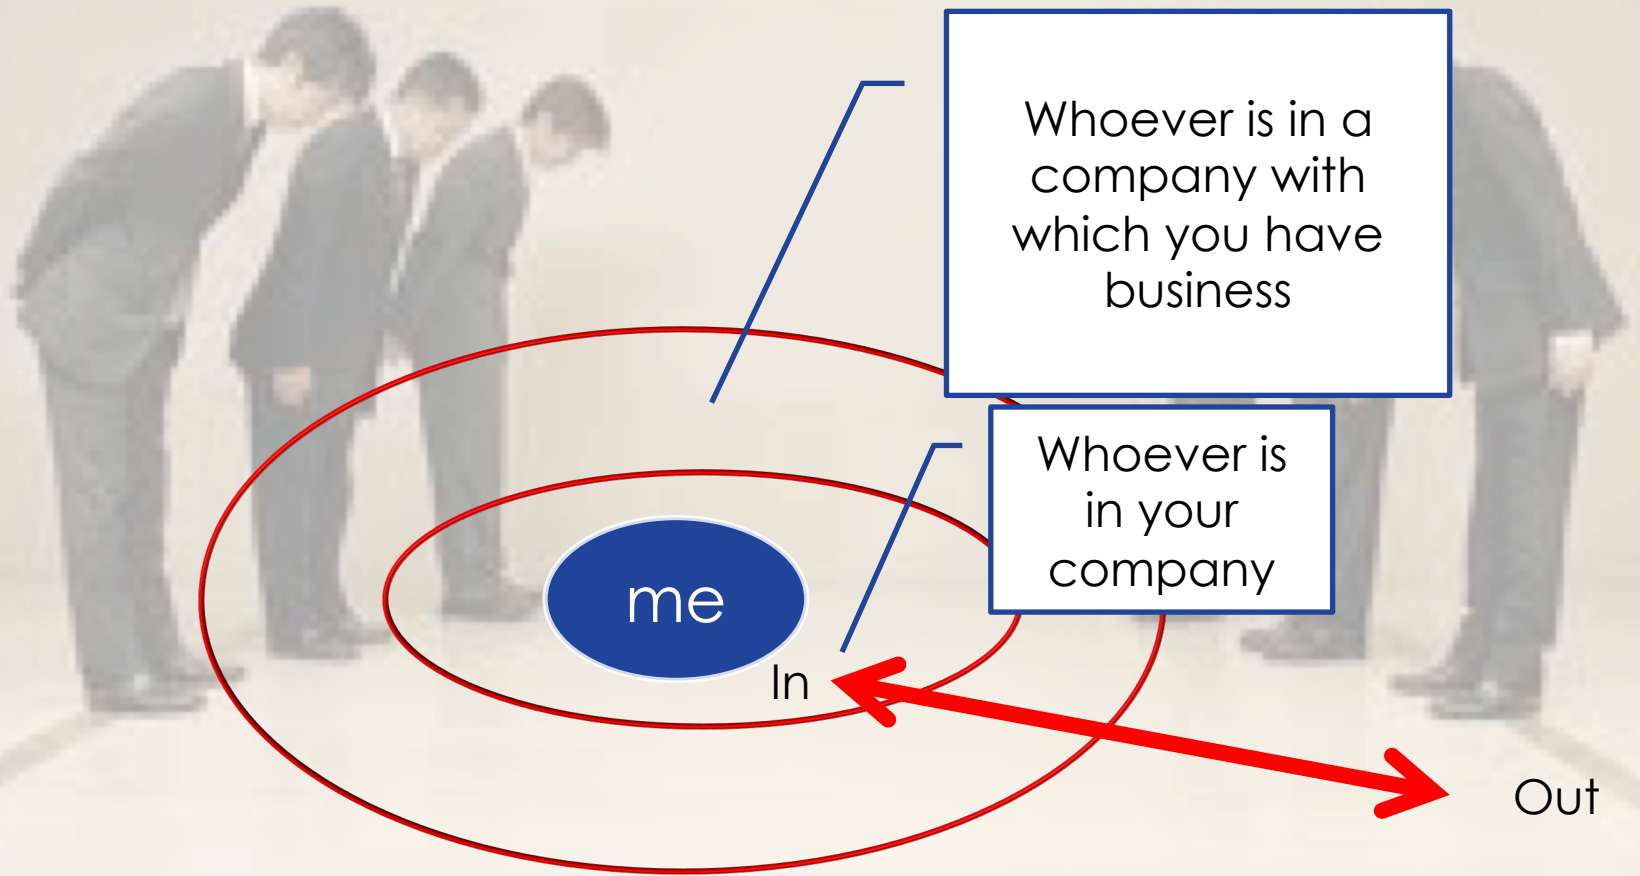 Whoever is in a
company with
which you have
business
Whoever is
in your
company
me
In
Out